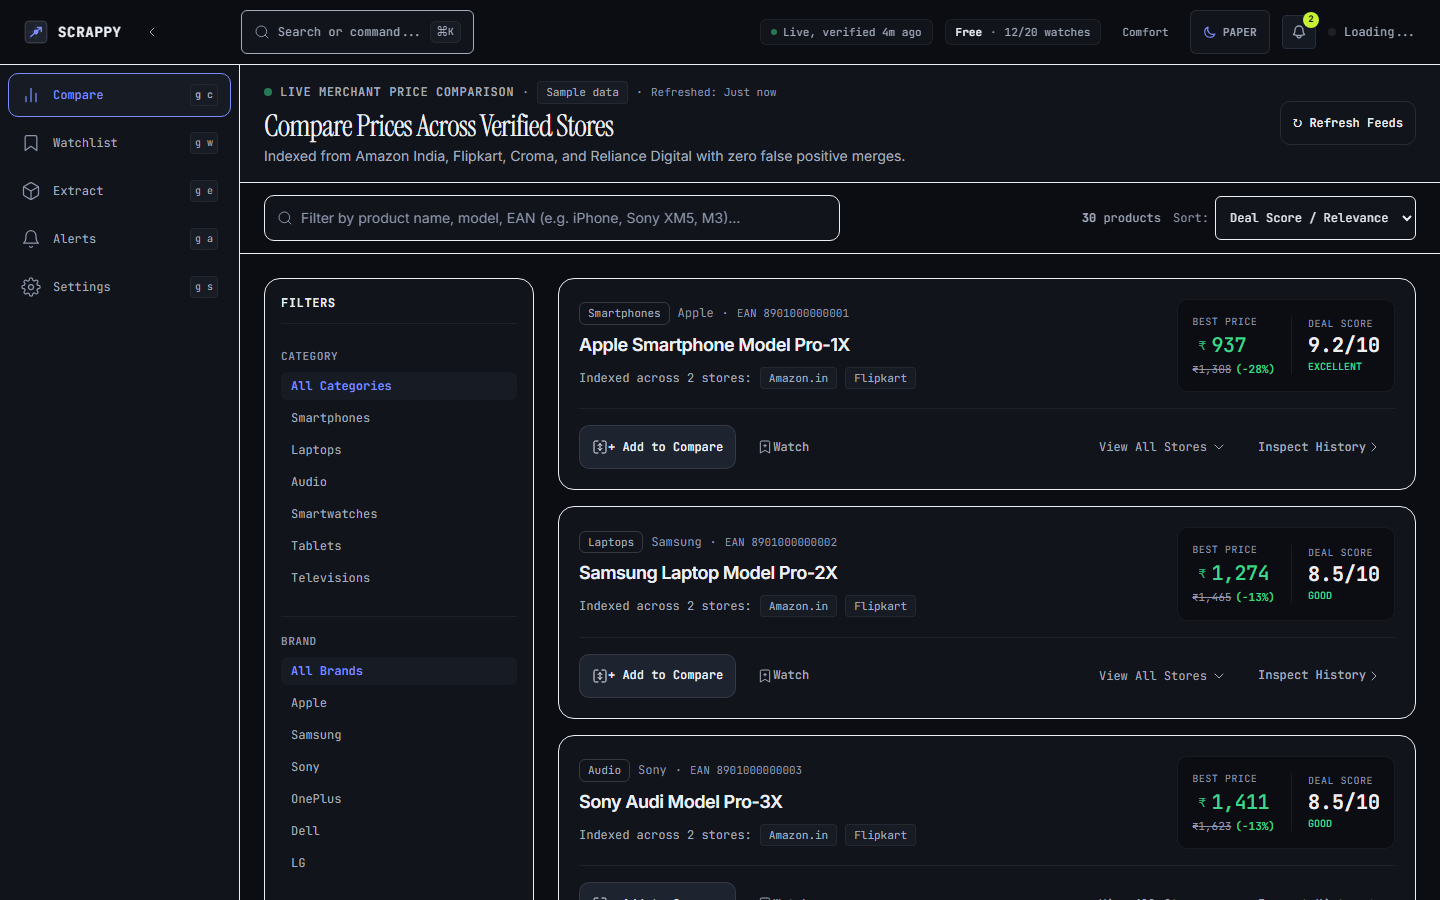 SCRAPPY
Search or command... ⌘K
Live, verified 4m ago
Free · 12/20 watches
Comfort
PAPER
2
Loading...
Compare g c
Watchlist g w
Extract g e
Alerts g a
Settings g s
LIVE MERCHANT PRICE COMPARISON · Sample data · Refreshed: Just now
Compare Prices Across Verified Stores
Indexed from Amazon India, Flipkart, Croma, and Reliance Digital with zero false positive merges.
↻ Refresh Feeds
Filter by product name, model, EAN (e.g. iPhone, Sony XM5, M3)...
30 products Sort: Deal Score / Relevance
FILTERS
CATEGORY
All Categories
Smartphones
Laptops
Audio
Smartwatches
Tablets
Televisions
BRAND
All Brands
Apple
Samsung
Sony
OnePlus
Dell
LG
Smartphones Apple · EAN 8901000000001
Apple Smartphone Model Pro-1X
Indexed across 2 stores: Amazon.in Flipkart
BEST PRICE
₹ 937
₹1,308 (-28%)
DEAL SCORE
9.2/10
EXCELLENT
+ Add to Compare
Watch
View All Stores
Inspect History
Laptops Samsung · EAN 8901000000002
Samsung Laptop Model Pro-2X
Indexed across 2 stores: Amazon.in Flipkart
BEST PRICE
₹ 1,274
₹1,465 (-13%)
DEAL SCORE
8.5/10
GOOD
+ Add to Compare
Watch
View All Stores
Inspect History
Audio Sony · EAN 8901000000003
Sony Audi Model Pro-3X
Indexed across 2 stores: Amazon.in Flipkart
BEST PRICE
₹ 1,411
₹1,623 (-13%)
DEAL SCORE
8.5/10
GOOD